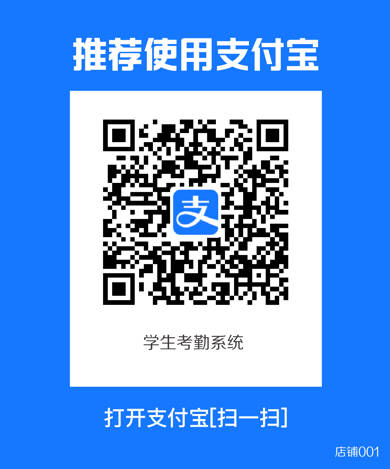 推荐使用支付宝
支
学生考勤系统
打开支付宝[扫一扫]
店铺001